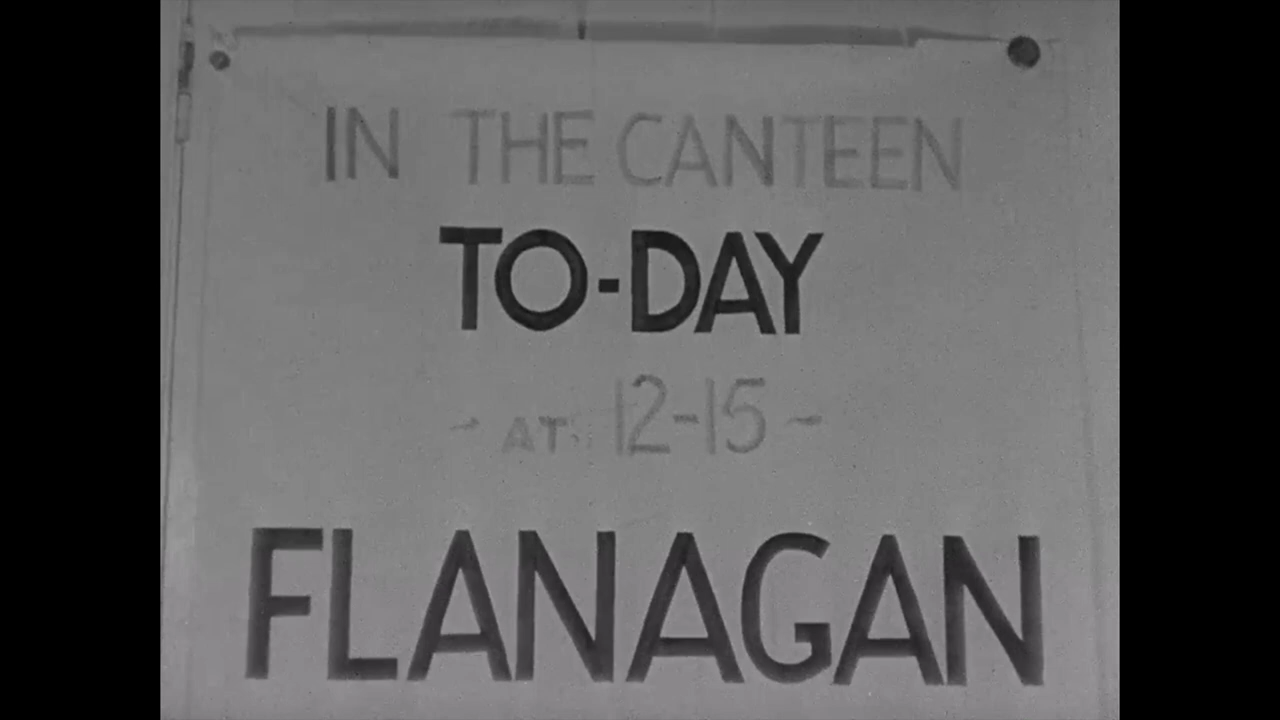 IN THE CANTEEN
TO-DAY
- AT. 12-15 -
FLANAGAN